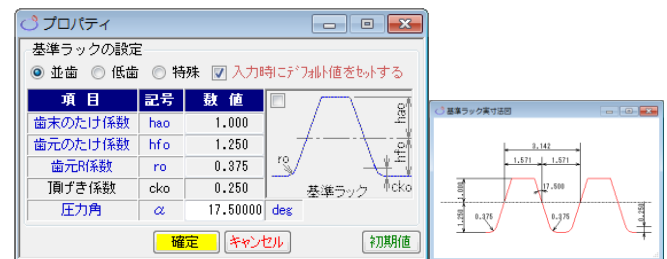 プロパティ
基準ラックの設定
並歯 低歯 特殊 入力時にデフォルト値をセットする
項目 記号 数値
歯末のたけ係数 hao 1.000
歯元のたけ係数 hfo 1.250
歯元R係数 ro 0.375
頂げき係数 cko 0.250
圧力角 α 17.50000 deg
hao
hfo
ro
cko
基準ラック
確定 キャンセル 初期値
基準ラック実寸法図
3.142
1.571 1.571
17.500
1.000
1.250
0.375 0.375
0.250